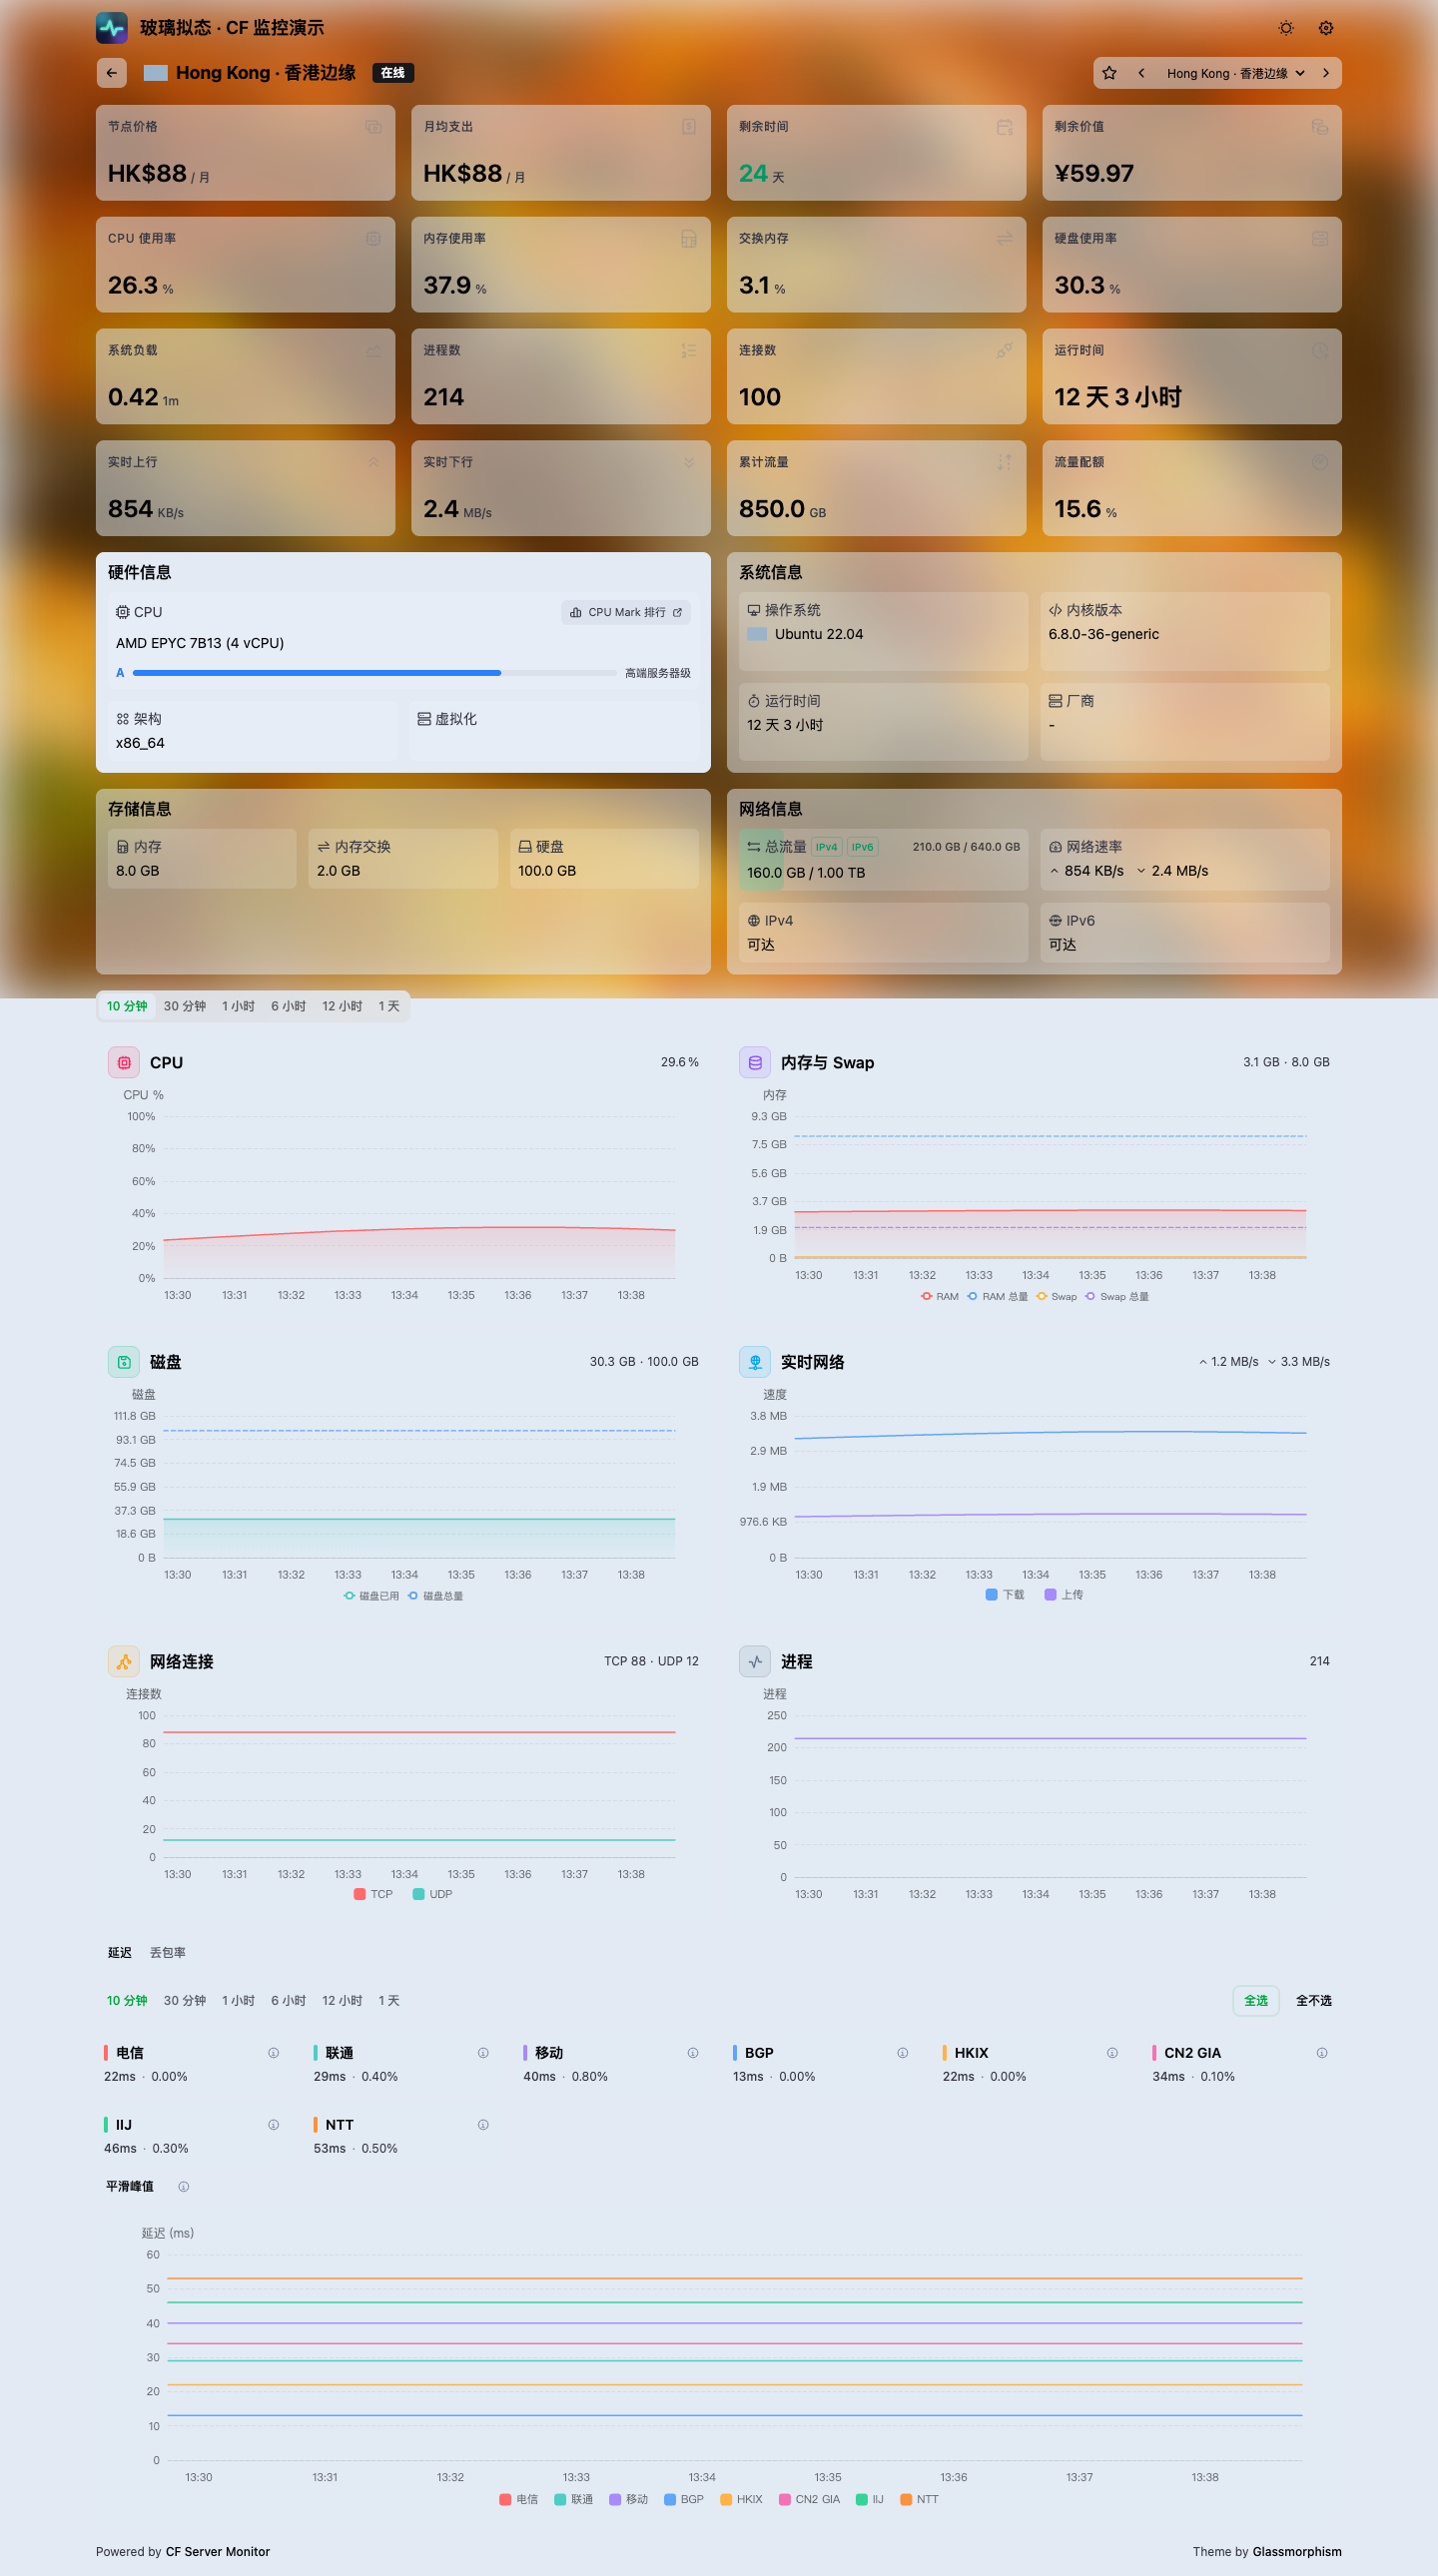 玻璃拟态 · CF 监控演示
Hong Kong · 香港边缘 在线
Hong Kong · 香港边缘
节点价格
HK$88 / 月
月均支出
HK$88 / 月
剩余时间
24 天
剩余价值
¥59.97
CPU 使用率
26.3 %
内存使用率
37.9 %
交换内存
3.1 %
硬盘使用率
30.3 %
系统负载
0.42 1m
进程数
214
连接数
100
运行时间
12 天 3 小时
实时上行
854 KB/s
实时下行
2.4 MB/s
累计流量
850.0 GB
流量配额
15.6 %
硬件信息
CPU
CPU Mark 排行
AMD EPYC 7B13 (4 vCPU)
A 高端服务器级
架构
x86_64
虚拟化
系统信息
操作系统
Ubuntu 22.04
内核版本
6.8.0-36-generic
运行时间
12 天 3 小时
厂商
-
存储信息
内存
8.0 GB
内存交换
2.0 GB
硬盘
100.0 GB
网络信息
总流量 IPv4 IPv6 210.0 GB / 640.0 GB
160.0 GB / 1.00 TB
网络速率
854 KB/s 2.4 MB/s
IPv4
可达
IPv6
可达
10 分钟 30 分钟 1 小时 6 小时 12 小时 1 天
CPU 29.6 %
CPU %
100%
80%
60%
40%
20%
0%
13:30 13:31 13:32 13:33 13:34 13:35 13:36 13:37 13:38
内存与 Swap 3.1 GB · 8.0 GB
内存
9.3 GB
7.5 GB
5.6 GB
3.7 GB
1.9 GB
0 B
13:30 13:31 13:32 13:33 13:34 13:35 13:36 13:37 13:38
RAM RAM 总量 Swap Swap 总量
磁盘 30.3 GB · 100.0 GB
磁盘
111.8 GB
93.1 GB
74.5 GB
55.9 GB
37.3 GB
18.6 GB
0 B
13:30 13:31 13:32 13:33 13:34 13:35 13:36 13:37 13:38
磁盘已用 磁盘总量
实时网络 1.2 MB/s 3.3 MB/s
速度
3.8 MB
2.9 MB
1.9 MB
976.6 KB
0 B
13:30 13:31 13:32 13:33 13:34 13:35 13:36 13:37 13:38
下载 上传
网络连接 TCP 88 · UDP 12
连接数
100
80
60
40
20
0
13:30 13:31 13:32 13:33 13:34 13:35 13:36 13:37 13:38
TCP UDP
进程 214
进程
250
200
150
100
50
0
13:30 13:31 13:32 13:33 13:34 13:35 13:36 13:37 13:38
延迟 丢包率
10 分钟 30 分钟 1 小时 6 小时 12 小时 1 天
全选 全不选
电信
22ms · 0.00%
联通
29ms · 0.40%
移动
40ms · 0.80%
BGP
13ms · 0.00%
HKIX
22ms · 0.00%
CN2 GIA
34ms · 0.10%
IIJ
46ms · 0.30%
NTT
53ms · 0.50%
平滑峰值
延迟 (ms)
60
50
40
30
20
10
0
13:30 13:31 13:32 13:33 13:34 13:35 13:36 13:37 13:38
电信 联通 移动 BGP HKIX CN2 GIA IIJ NTT
Powered by CF Server Monitor
Theme by Glassmorphism